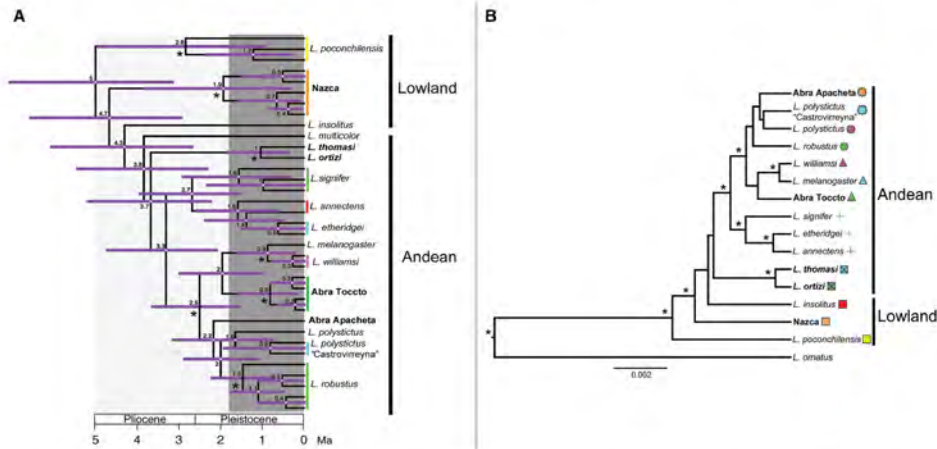 A
L. poconchilensis
Nazca
Lowland
L. insolitus
L. multicolor
L. thomasi
L. ortizi
L.signifer
L. annectens
L. etheridgei
L. melanogaster
L. williamsi
Abra Toccto
Andean
Abra Apacheta
L. polystictus
L. polystictus
"Castrovirreyna"
L. robustus
Pliocene
Pleistocene
5 4 3 2 1 0
Ma
B
Abra Apacheta
L. polystictus
"Castrovirreyna"
L. polystictus
L. robustus
L. williamsi
L. melanogaster
Abra Toccto
Andean
L. signifer
L. etheridgei
L. annectens
L. thomasi
L. ortizi
L. insolitus
Nazca
Lowland
L. poconchilensis
L. ornatus
0.002